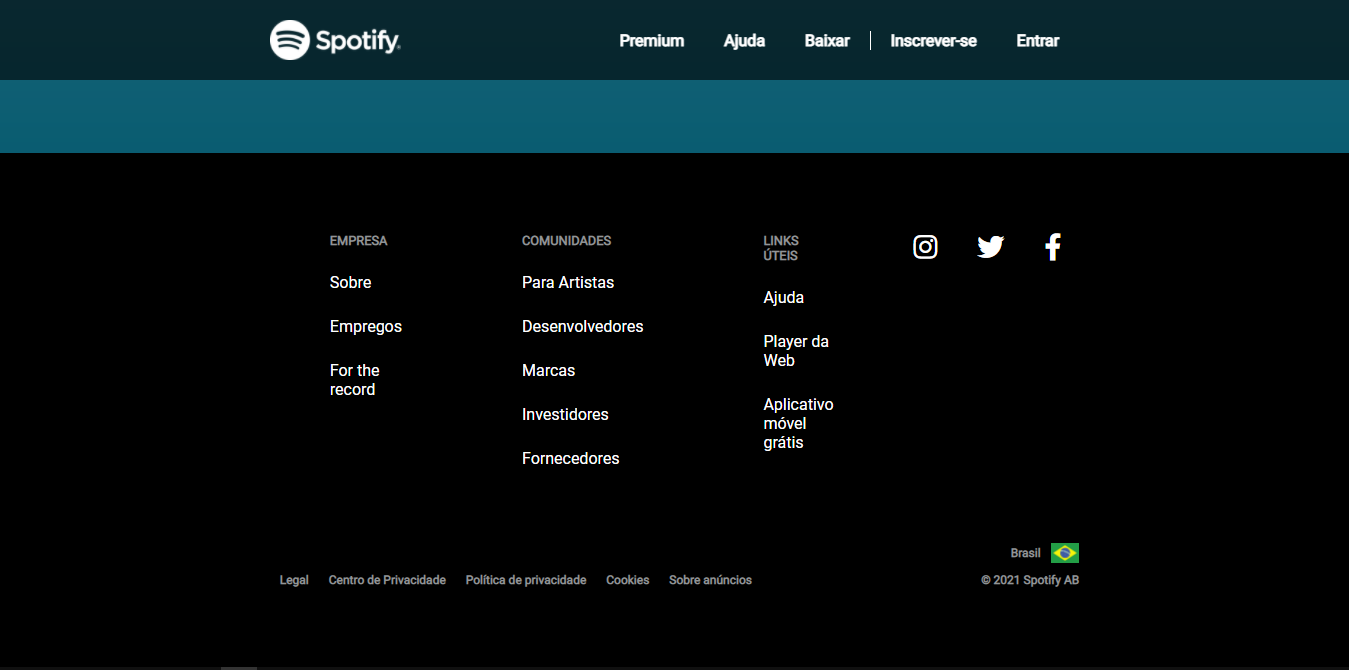 Spotify
Premium Ajuda Baixar Inscrever-se Entrar
EMPRESA
Sobre
Empregos
For the
record
COMUNIDADES
Para Artistas
Desenvolvedores
Marcas
Investidores
Fornecedores
LINKS
ÚTEIS
Ajuda
Player da
Web
Aplicativo
móvel
grátis
Brasil
Legal Centro de Privacidade Política de privacidade Cookies Sobre anúncios
© 2021 Spotify AB